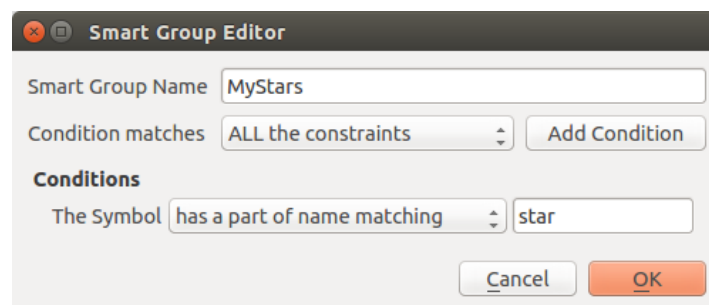 Smart Group Editor
Smart Group Name MyStars
Condition matches ALL the constraints Add Condition
Conditions
The Symbol has a part of name matching star
Cancel OK